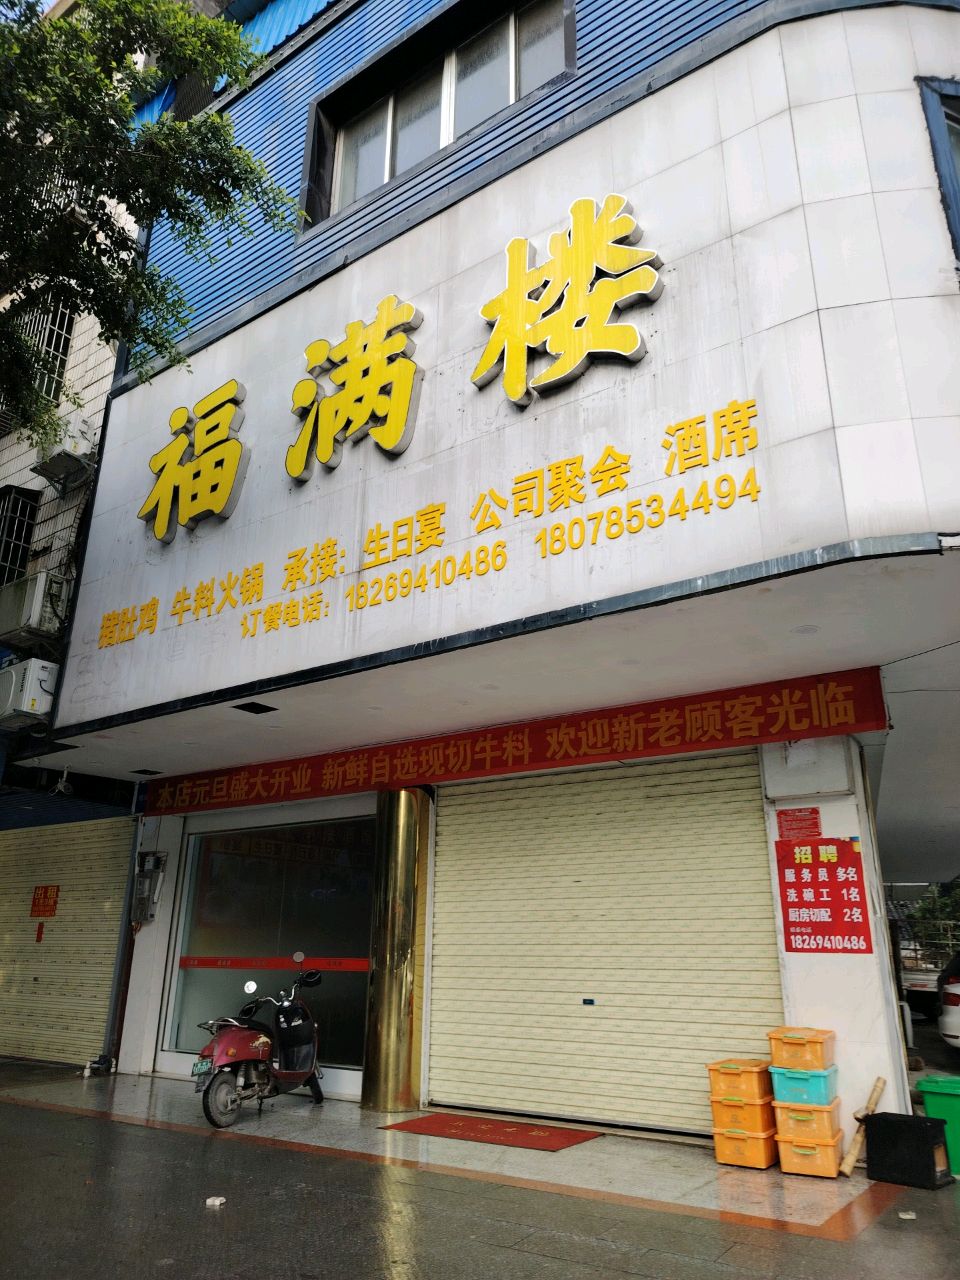 福满楼
猪肚鸡 牛料火锅 承接：生日宴 公司聚会 酒席
订餐电话：18269410486 18078534494
本店元旦盛大开业 新鲜自选现切牛料 欢迎新老顾客光临
出租
招聘
服务员 多名
洗碗工 1名
厨房切配 2名
18269410486